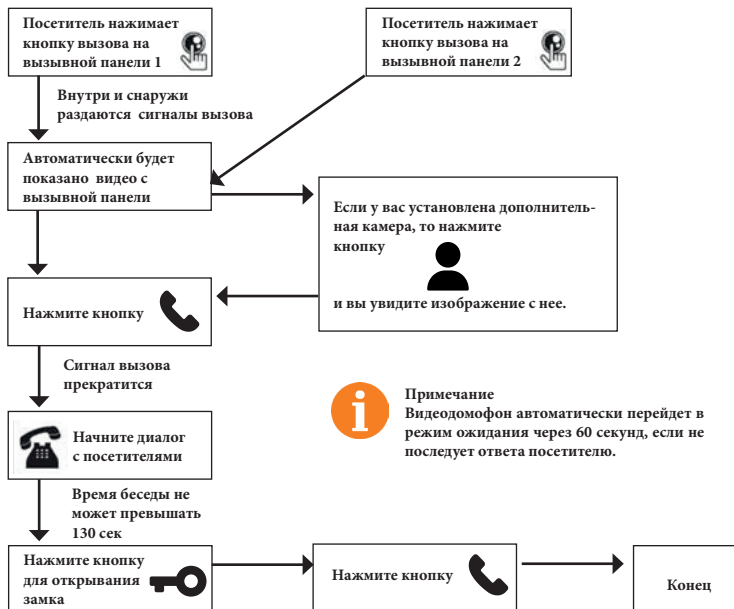 Посетитель нажимает
кнопку вызова на
вызывной панели 1
Посетитель нажимает
кнопку вызова на
вызывной панели 2
Внутри и снаружи
раздаются сигналы вызова
Автоматически будет
показано видео с
вызывной панели
Если у вас установлена дополнитель-
ная камера, то нажмите
кнопку
и вы увидите изображение с нее.
Нажмите кнопку
Сигнал вызова
прекратится
i
Примечание
Видеодомофон автоматически перейдет в
режим ожидания через 60 секунд, если не
последует ответа посетителю.
Начните диалог
с посетителями
Время беседы не
может превышать
130 сек
Нажмите кнопку
для открывания
замка
Нажмите кнопку
Конец